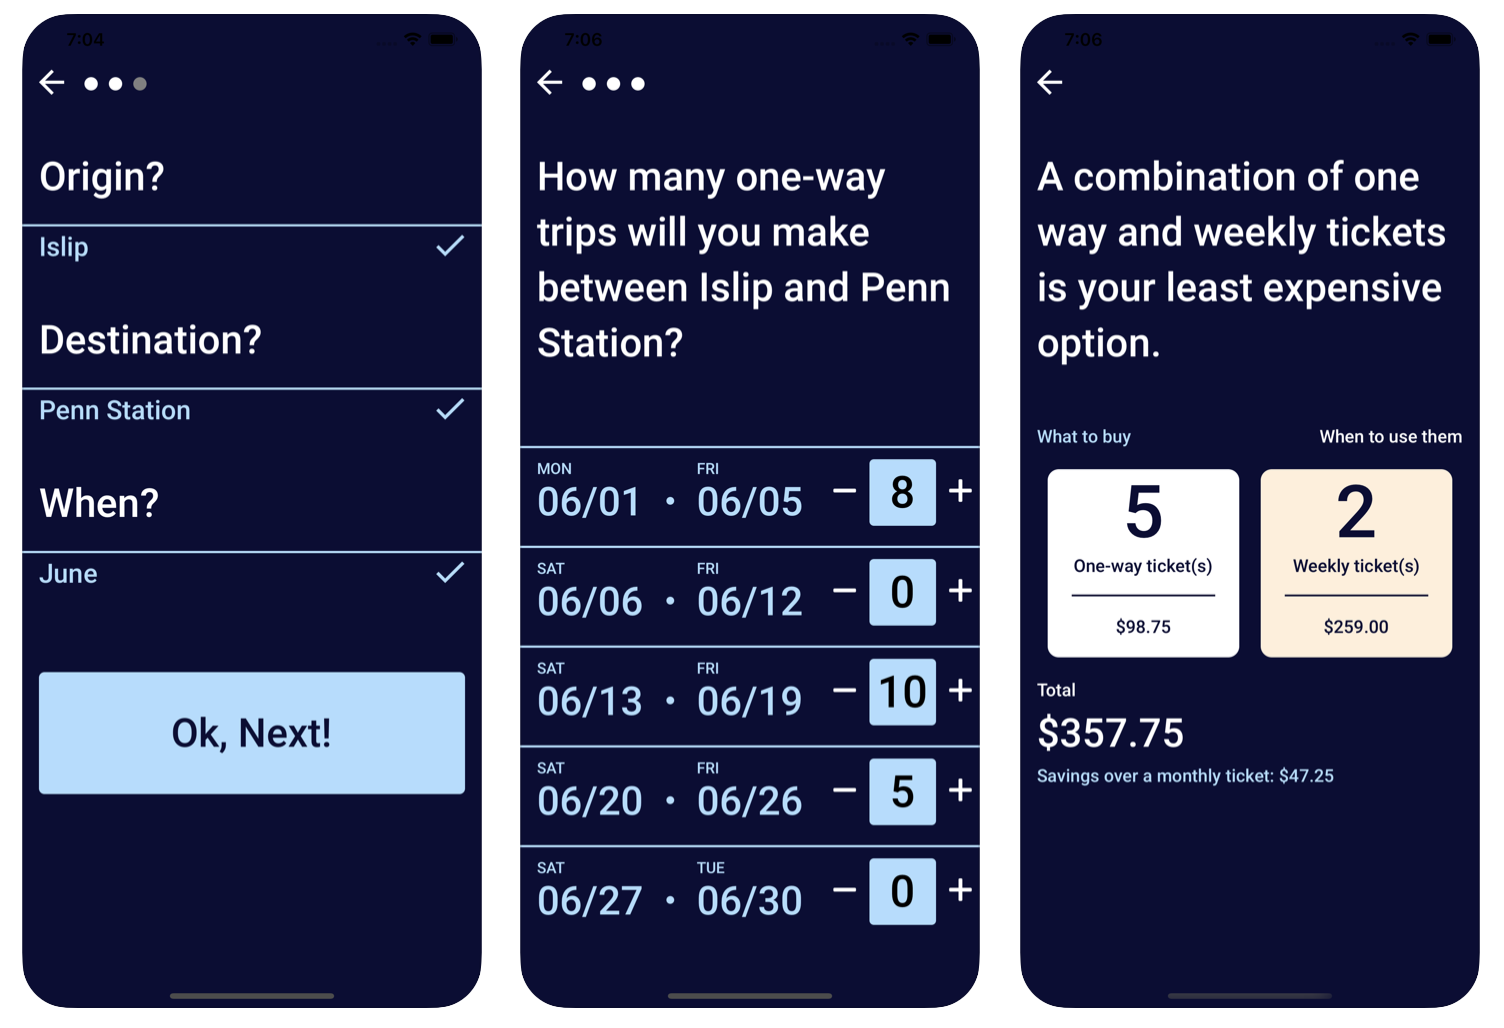 7:04
Origin?
Islip
Destination?
Penn Station
When?
June
Ok, Next!
7:06
How many one-way
trips will you make
between Islip and Penn
Station?
MON FRI
06/01 • 06/05 − 8 +
SAT FRI
06/06 • 06/12 − 0 +
SAT FRI
06/13 • 06/19 − 10 +
SAT FRI
06/20 • 06/26 − 5 +
SAT TUE
06/27 • 06/30 − 0 +
7:06
A combination of one
way and weekly tickets
is your least expensive
option.
What to buy When to use them
5 2
One-way ticket(s) Weekly ticket(s)
$98.75 $259.00
Total
$357.75
Savings over a monthly ticket: $47.25